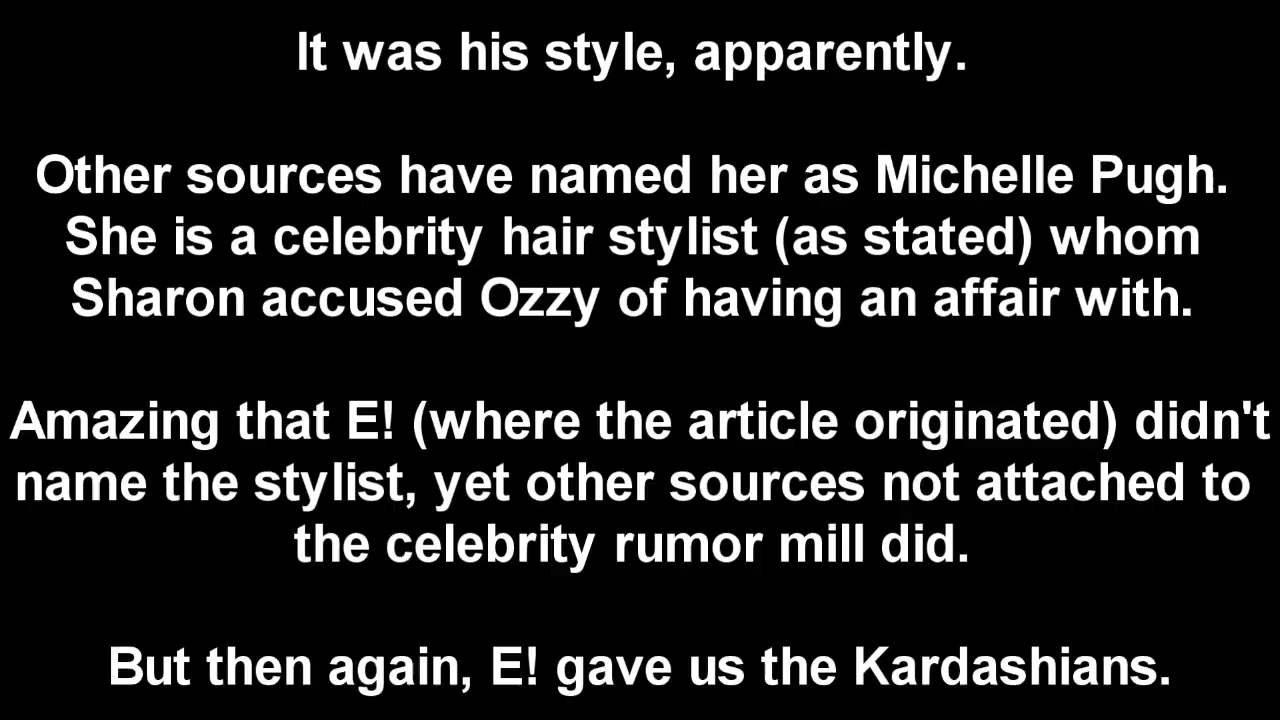 It was his style, apparently.
Other sources have named her as Michelle Pugh.
She is a celebrity hair stylist (as stated) whom
Sharon accused Ozzy of having an affair with.
Amazing that E! (where the article originated) didn't
name the stylist, yet other sources not attached to
the celebrity rumor mill did.
But then again, E! gave us the Kardashians.